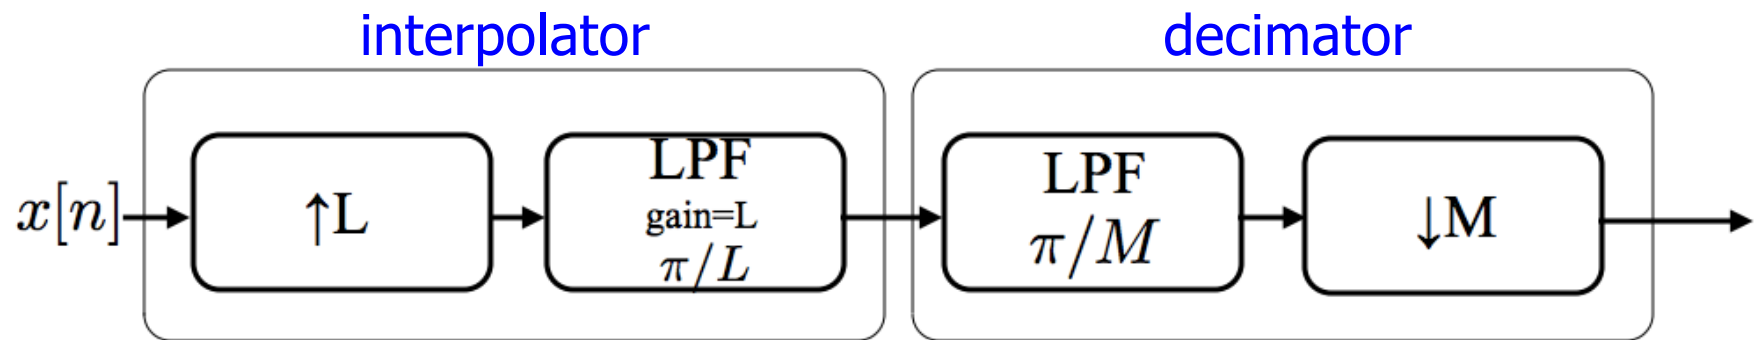 interpolator
decimator
x[n]
↑L
LPF
gain=L
π/L
LPF
π/M
↓M